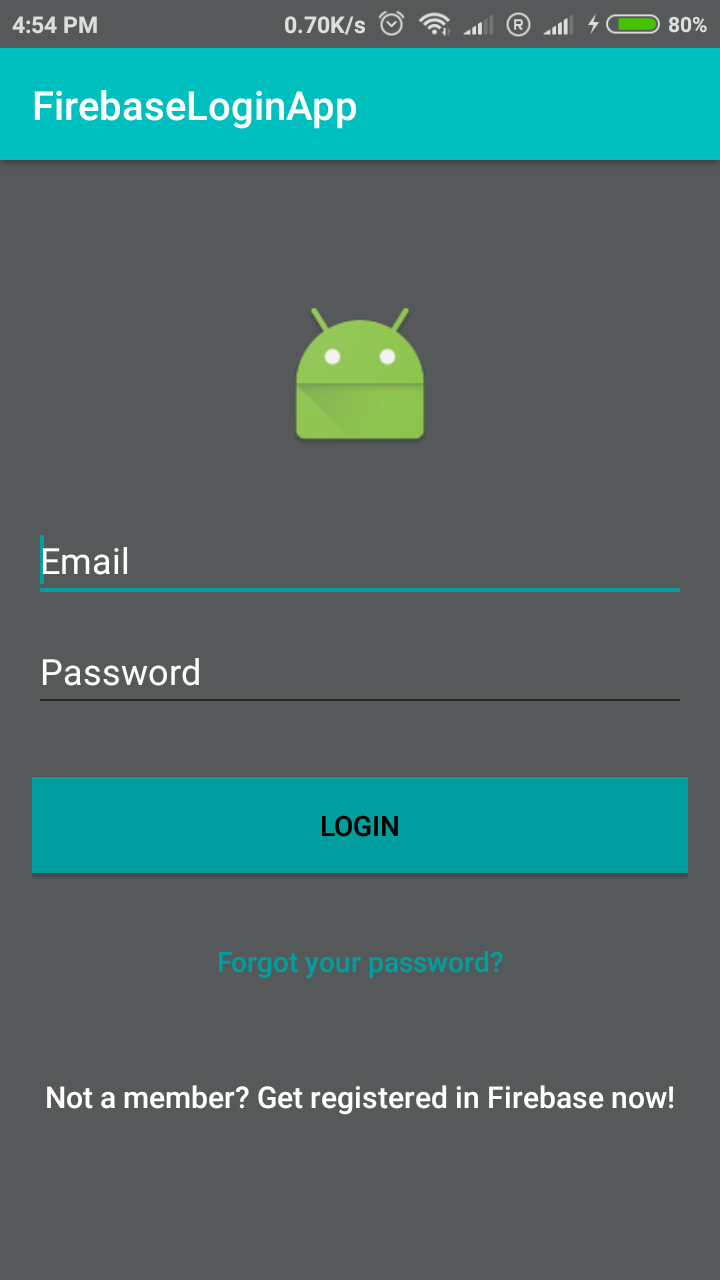 4:54 PM 0.70K/s R 80%
FirebaseLoginApp
Email
Password
LOGIN
Forgot your password?
Not a member? Get registered in Firebase now!